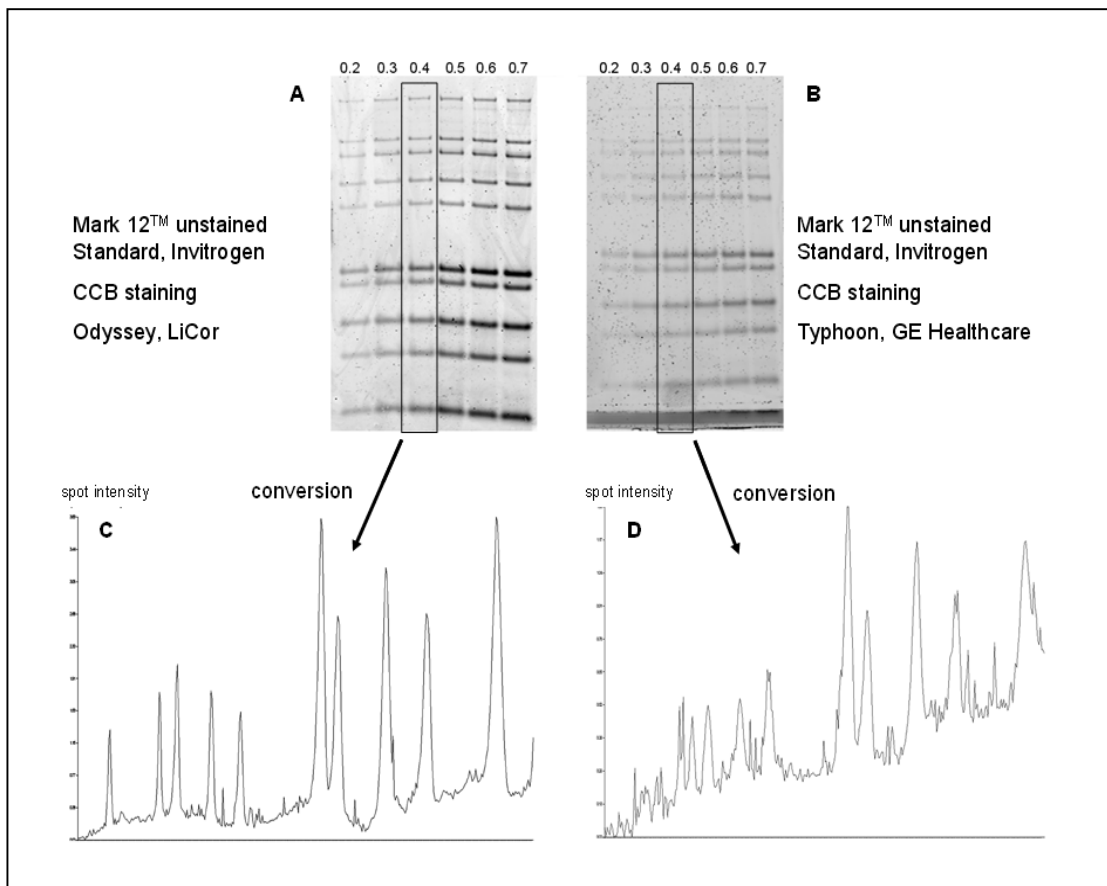 0.2 0.3 0.4 0.5 0.6 0.7
A
Mark 12TM unstained
Standard, Invitrogen
CCB staining
Odyssey, LiCor
0.2 0.3 0.4 0.5 0.6 0.7
B
Mark 12TM unstained
Standard, Invitrogen
CCB staining
Typhoon, GE Healthcare
spot intensity
conversion
C
spot intensity
conversion
D